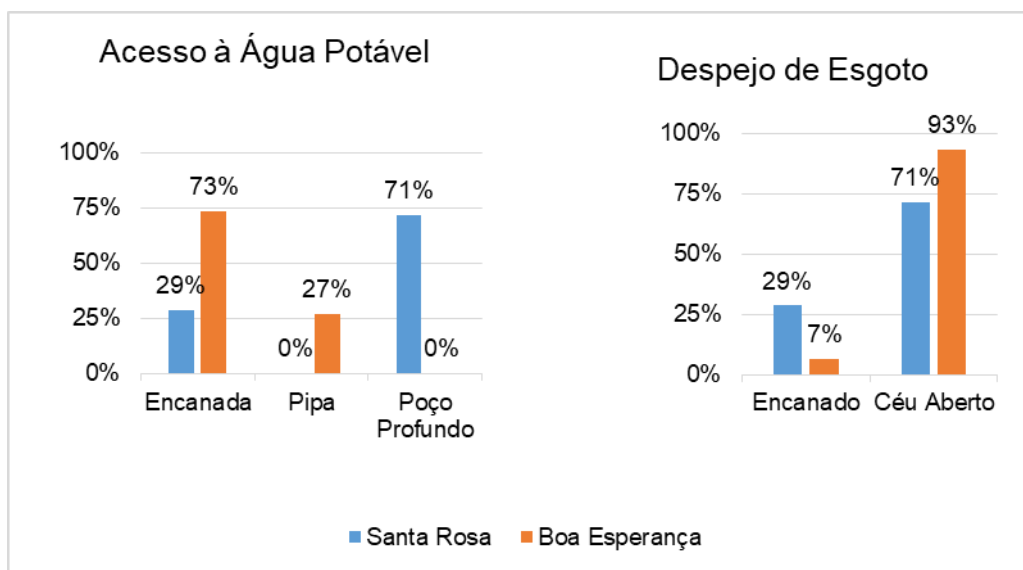 Acesso à Água Potável
100%
75%
50%
25%
0%
29%
73%
0%
27%
71%
0%
Encanada
Pipa
Poço
Profundo
Despejo de Esgoto
100%
75%
50%
25%
0%
29%
7%
71%
93%
Encanado
Céu Aberto
Santa Rosa
Boa Esperança